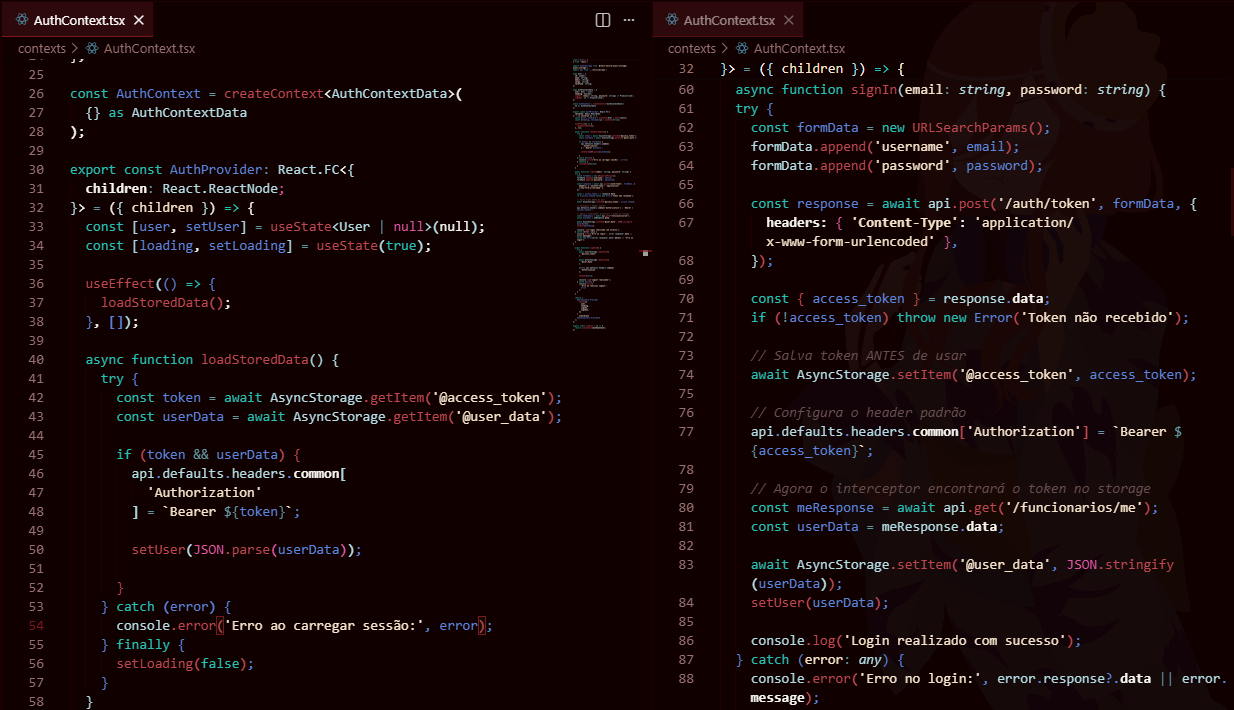 AuthContext.tsx
contexts > AuthContext.tsx
25
26 const AuthContext = createContext<AuthContextData>(
27 {} as AuthContextData
28 );
29
30 export const AuthProvider: React.FC<{
31 children: React.ReactNode;
32 }> = ({ children }) => {
33 const [user, setUser] = useState<User | null>(null);
34 const [loading, setLoading] = useState(true);
35
36 useEffect(() => {
37 loadStoredData();
38 }, []);
39
40 async function loadStoredData() {
41 try {
42 const token = await AsyncStorage.getItem('@access_token');
43 const userData = await AsyncStorage.getItem('@user_data');
44
45 if (token && userData) {
46 api.defaults.headers.common[
47 'Authorization'
48 ] = `Bearer ${token}`;
49
50 setUser(JSON.parse(userData));
51
52 }
53 } catch (error) {
54 console.error('Erro ao carregar sessão:', error);
55 } finally {
56 setLoading(false);
57 }
58 }
AuthContext.tsx
contexts > AuthContext.tsx
32 }> = ({ children }) => {
60 async function signIn(email: string, password: string) {
61 try {
62 const formData = new URLSearchParams();
63 formData.append('username', email);
64 formData.append('password', password);
65
66 const response = await api.post('/auth/token', formData, {
67 headers: { 'Content-Type': 'application/
x-www-form-urlencoded' },
68 });
69
70 const { access_token } = response.data;
71 if (!access_token) throw new Error('Token não recebido');
72
73 // Salva token ANTES de usar
74 await AsyncStorage.setItem('@access_token', access_token);
75
76 // Configura o header padrão
77 api.defaults.headers.common['Authorization'] = `Bearer $
{access_token}`;
78
79 // Agora o interceptor encontrará o token no storage
80 const meResponse = await api.get('/funcionarios/me');
81 const userData = meResponse.data;
82
83 await AsyncStorage.setItem('@user_data', JSON.stringify
(userData));
84 setUser(userData);
85
86 console.log('Login realizado com sucesso');
87 } catch (error: any) {
88 console.error('Erro no login:', error.response?.data || error.
message);